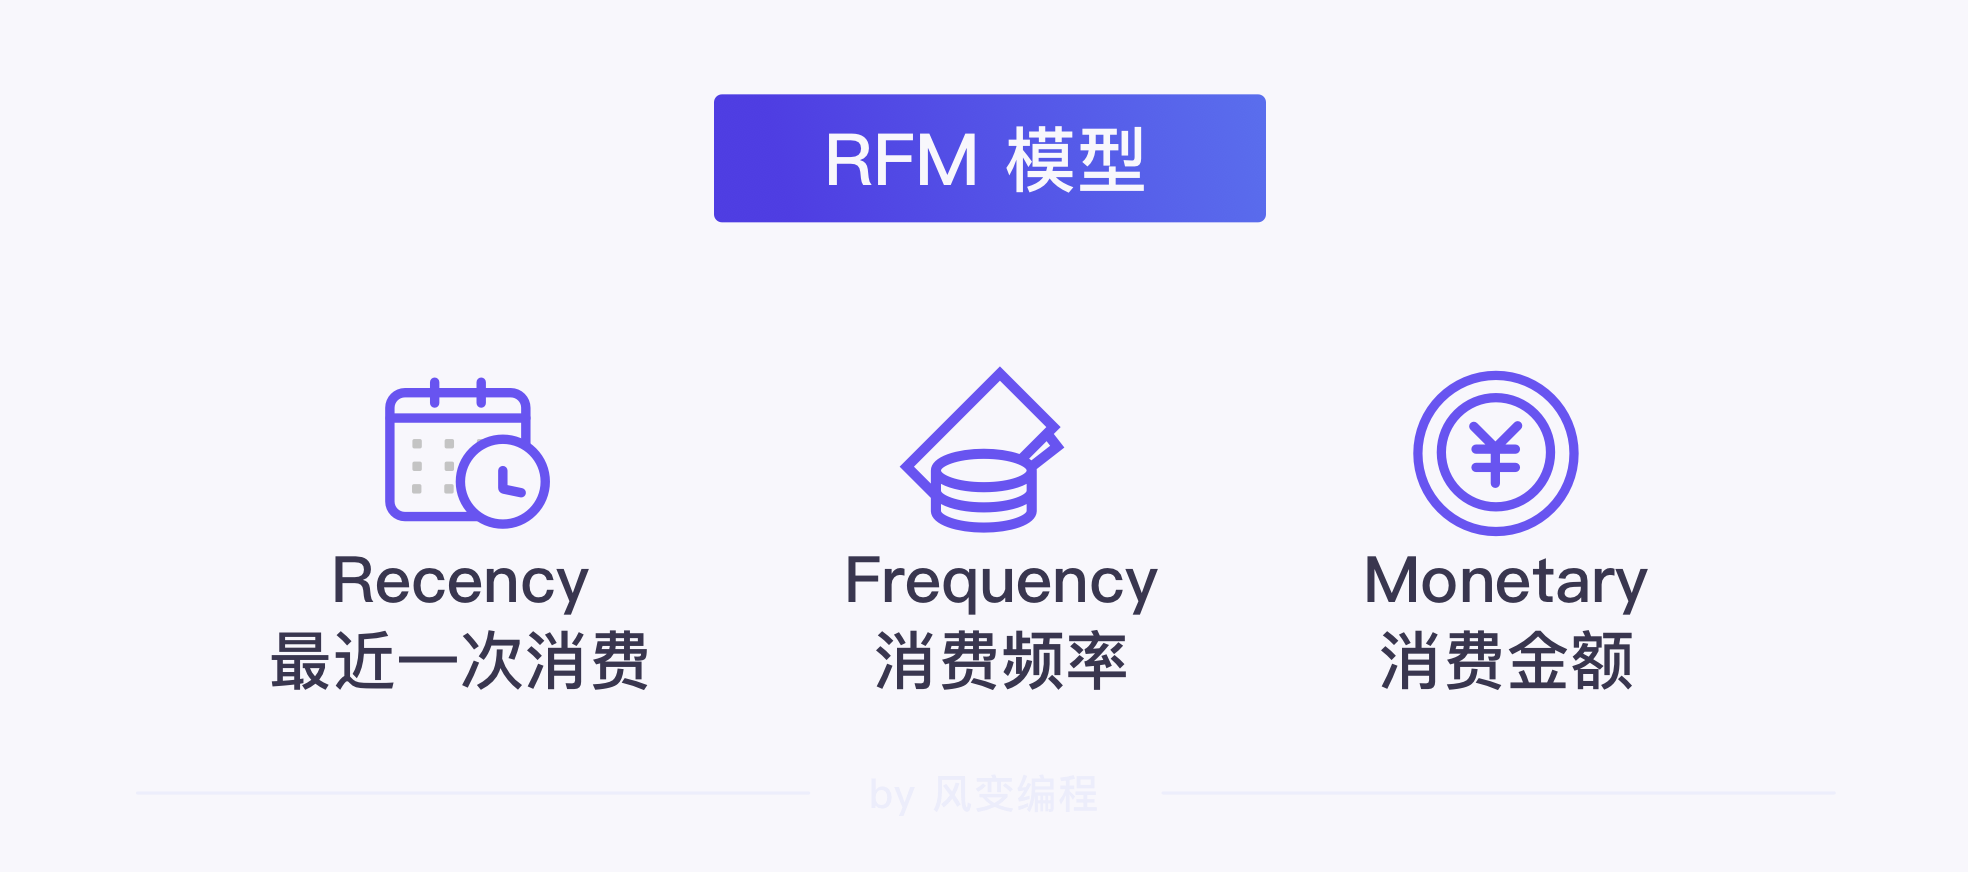 RFM 模型
Recency
最近一次消费
Frequency
消费频率
Monetary
消费金额
by 风变编程